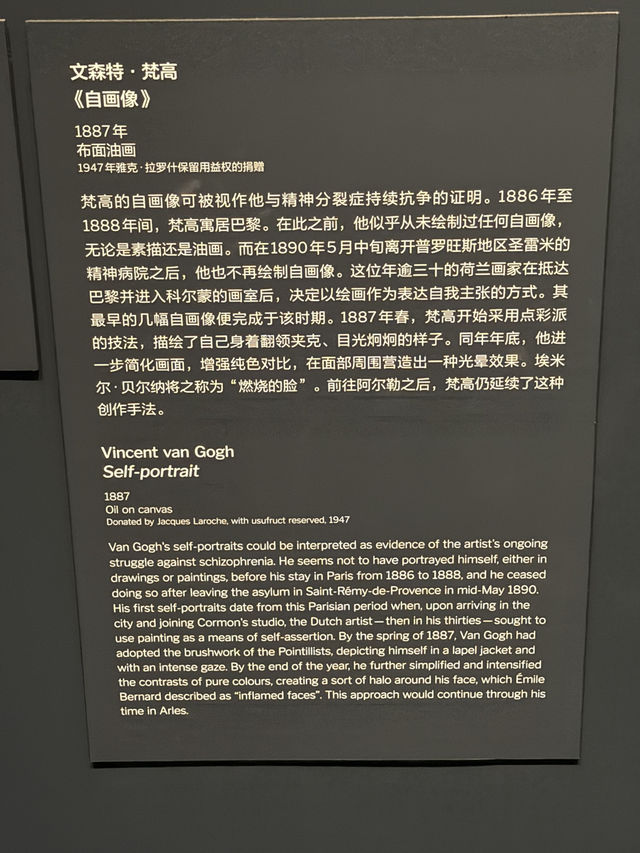 文森特·梵高
《自画像》
1887年
布面油画
1947年雅克·拉罗什保留用益权的捐赠
梵高的自画像可被视作他与精神分裂症持续抗争的证明。1886年至
1888年间，梵高寓居巴黎。在此之前，他似乎从未绘制过任何自画像，
无论是素描还是油画。而在1890年5月中旬离开普罗旺斯地区圣雷米的
精神病院之后，他也不再绘制自画像。这位年逾三十的荷兰画家在抵达
巴黎并进入科尔蒙的画室后，决定以绘画作为表达自我主张的方式。其
最早的几幅自画像便完成于该时期。1887年春，梵高开始采用点彩派
的技法，描绘了自己身着翻领夹克、目光炯炯的样子。同年年底，他进
一步简化画面，增强纯色对比，在面部周围营造出一种光晕效果。埃米
尔·贝尔纳将之称为“燃烧的脸”。前往阿尔勒之后，梵高仍延续了这种
创作手法。
Vincent van Gogh
Self-portrait
1887
Oil on canvas
Donated by Jacques Laroche, with usufruct reserved, 1947
Van Gogh's self-portraits could be interpreted as evidence of the artist's ongoing
struggle against schizophrenia. He seems not to have portrayed himself, either in
drawings or paintings, before his stay in Paris from 1886 to 1888, and he ceased
doing so after leaving the asylum in Saint-Rémy-de-Provence in mid-May 1890.
His first self-portraits date from this Parisian period when, upon arriving in the
city and joining Cormon's studio, the Dutch artist—then in his thirties—sought to
use painting as a means of self-assertion. By the spring of 1887, Van Gogh had
adopted the brushwork of the Pointillists, depicting himself in a lapel jacket and
with an intense gaze. By the end of the year, he further simplified and intensified
the contrasts of pure colours, creating a sort of halo around his face, which Émile
Bernard described as "inflamed faces". This approach would continue through his
time in Arles.